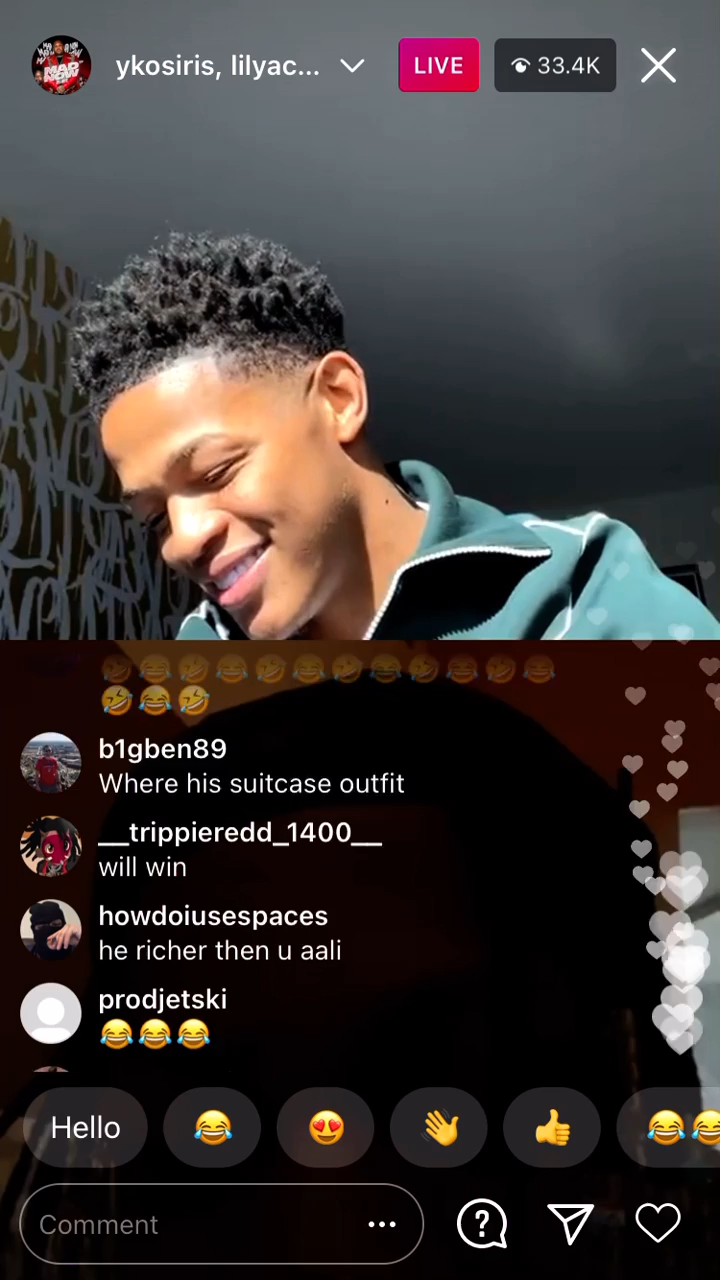 ykosiris, lilyac...
LIVE
33.4K
🤣😂🤣😂🤣😂🤣😂🤣😂🤣😂
🤣😂🤣
b1gben89
Where his suitcase outfit
__trippieredd_1400__
will win
howdoiusespaces
he richer then u aali
prodjetski
😂😂😂
Hello
😂
😍
👋
👍
😂😂
Comment